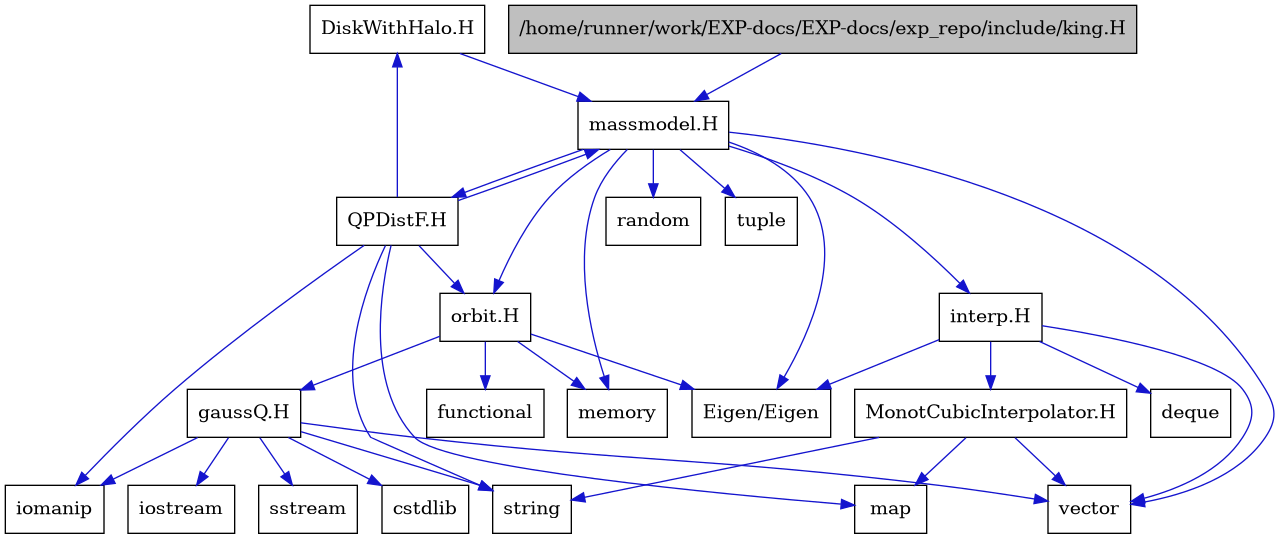 DiskWithHalo.H
/home/runner/work/EXP-docs/EXP-docs/exp_repo/include/king.H
massmodel.H
QPDistF.H
random
tuple
orbit.H
interp.H
gaussQ.H
functional
memory
Eigen/Eigen
MonotCubicInterpolator.H
deque
iomanip
iostream
sstream
cstdlib
string
map
vector